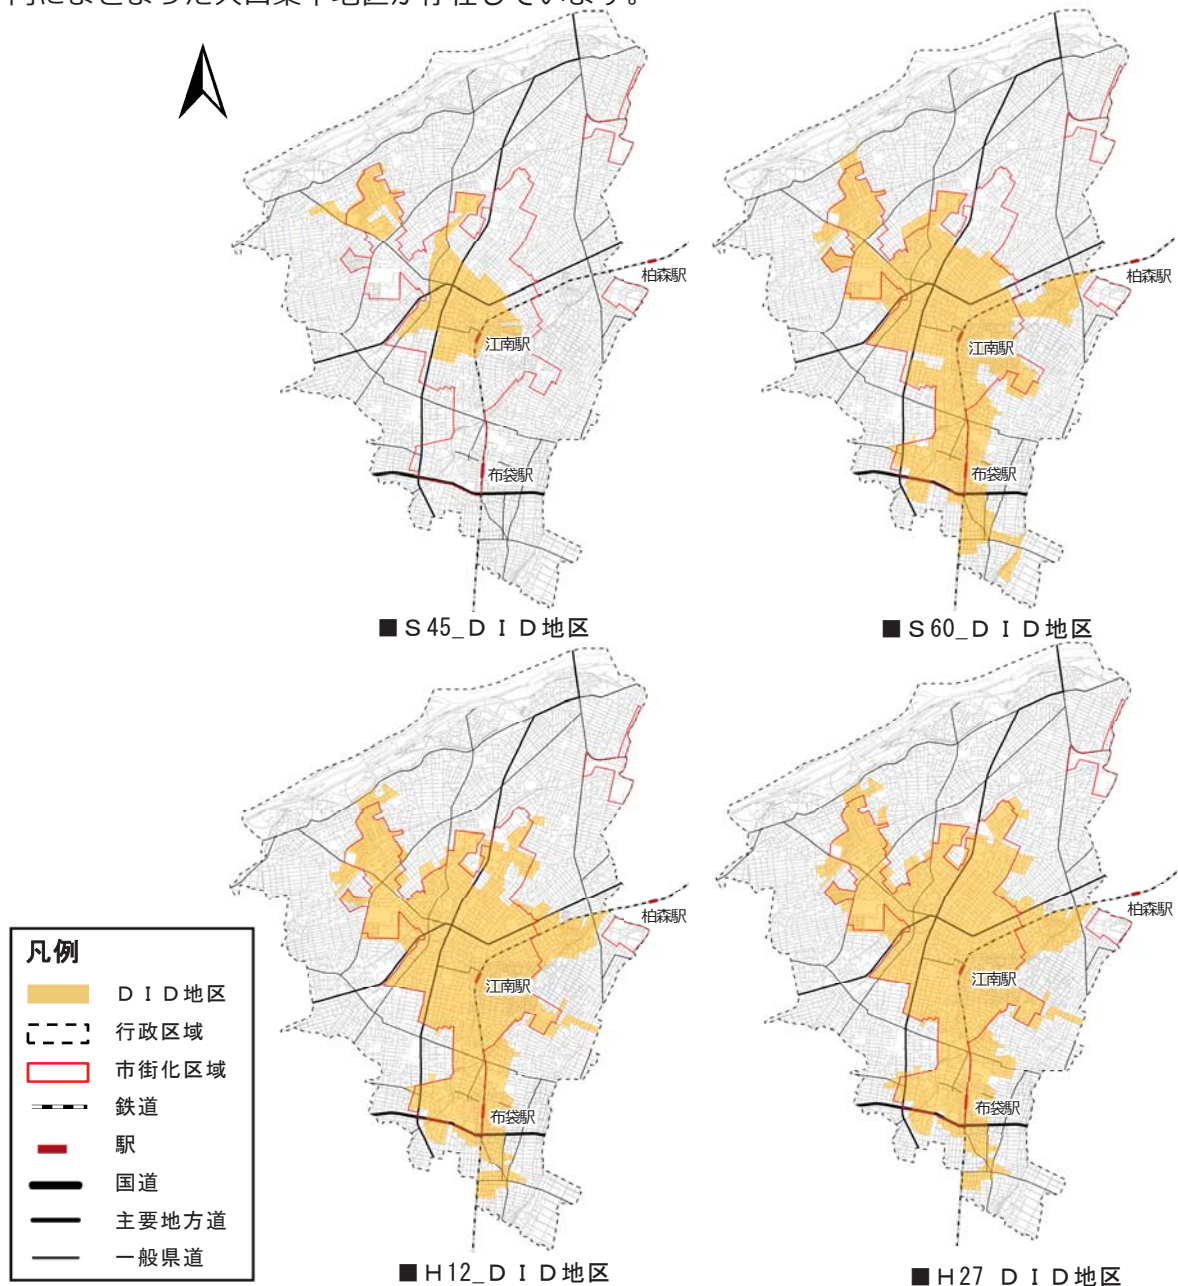 柏森駅
江南駅
布袋駅
■Ｓ45_ＤＩＤ地区
柏森駅
江南駅
布袋駅
■Ｓ60_ＤＩＤ地区
柏森駅
江南駅
布袋駅
■Ｈ12_ＤＩＤ地区
柏森駅
江南駅
布袋駅
■Ｈ27_ＤＩＤ地区
凡例
ＤＩＤ地区
行政区域
市街化区域
鉄道
駅
国道
主要地方道
一般県道